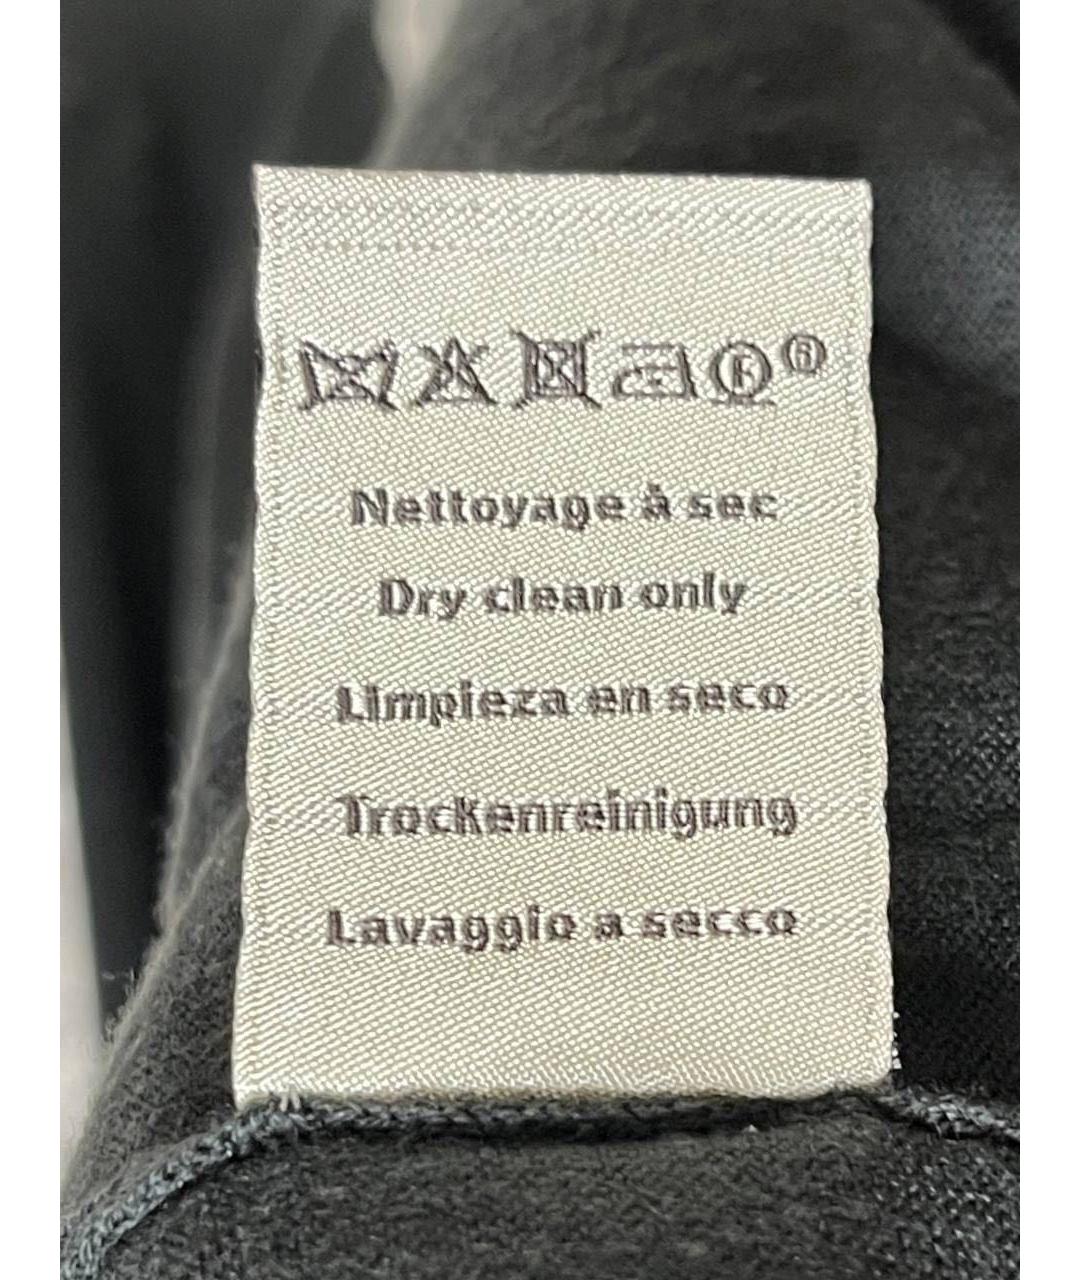 Nettoyage à sec
Dry clean only
Limpieza en seco
Trockenreinigung
Lavaggio a secco